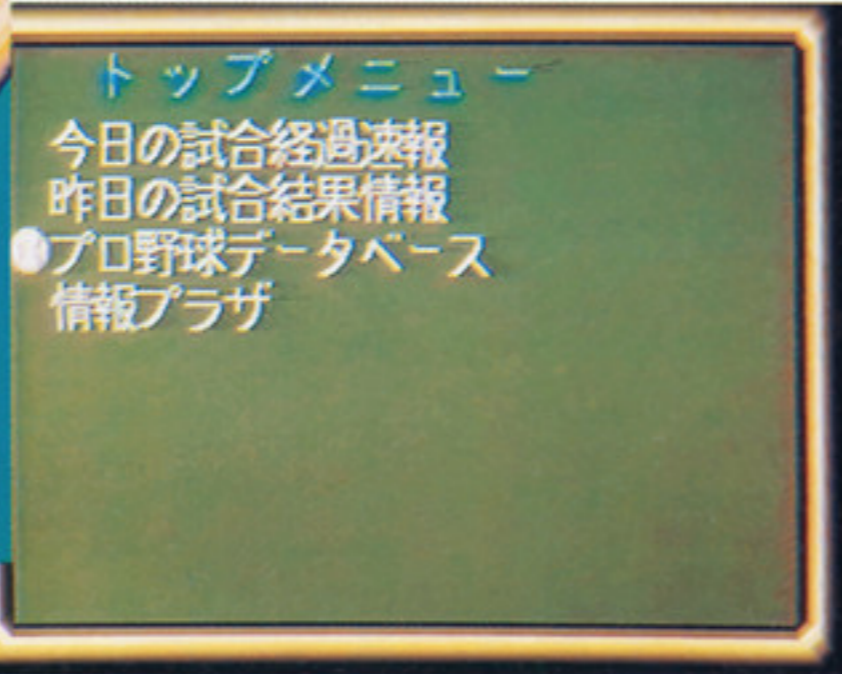 トップメニュー
今日の試合経過速報
昨日の試合結果情報
プロ野球データベース
情報プラザ